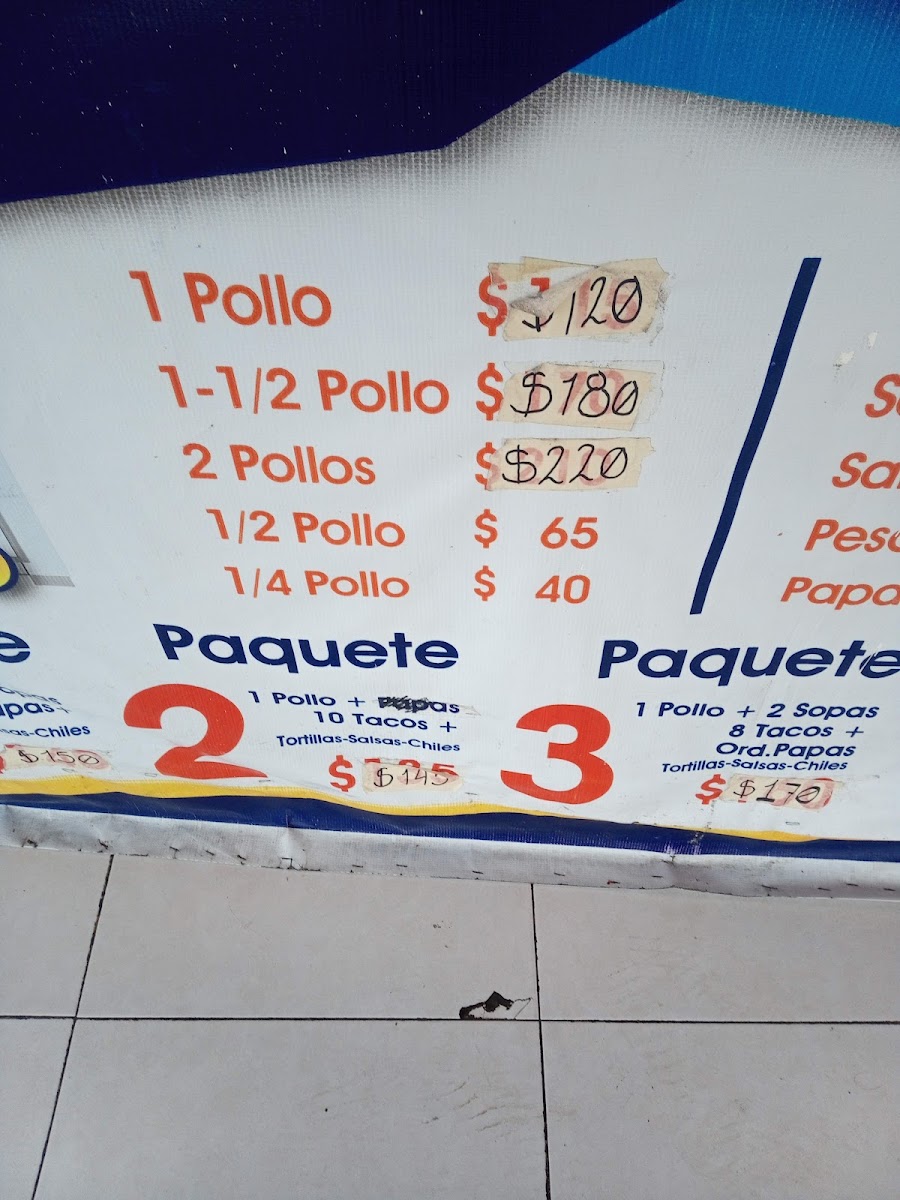 1 Pollo $ $120
1-1/2 Pollo $ $180
2 Pollos $ $220
1/2 Pollo $ 65
1/4 Pollo $ 40
Paquete
2
1 Pollo +
10 Tacos +
Tortillas-Salsas-Chiles
$ $145
Paquete
3
1 Pollo + 2 Sopas
8 Tacos +
Ord.Papas
Tortillas-Salsas-Chiles
$ $170
-Chiles
$150